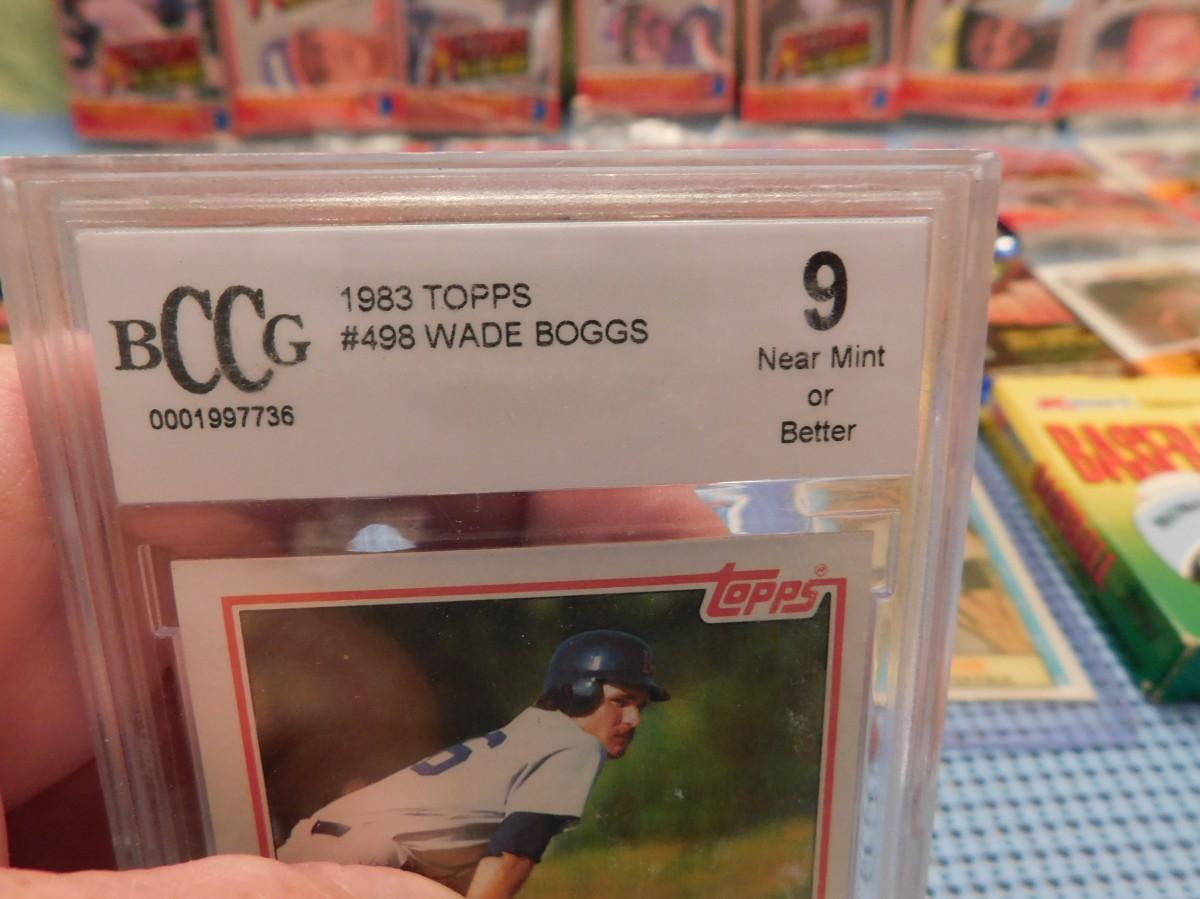 BCCG
0001997736
1983 TOPPS
#498 WADE BOGGS
9
Near Mint
or
Better
topps®